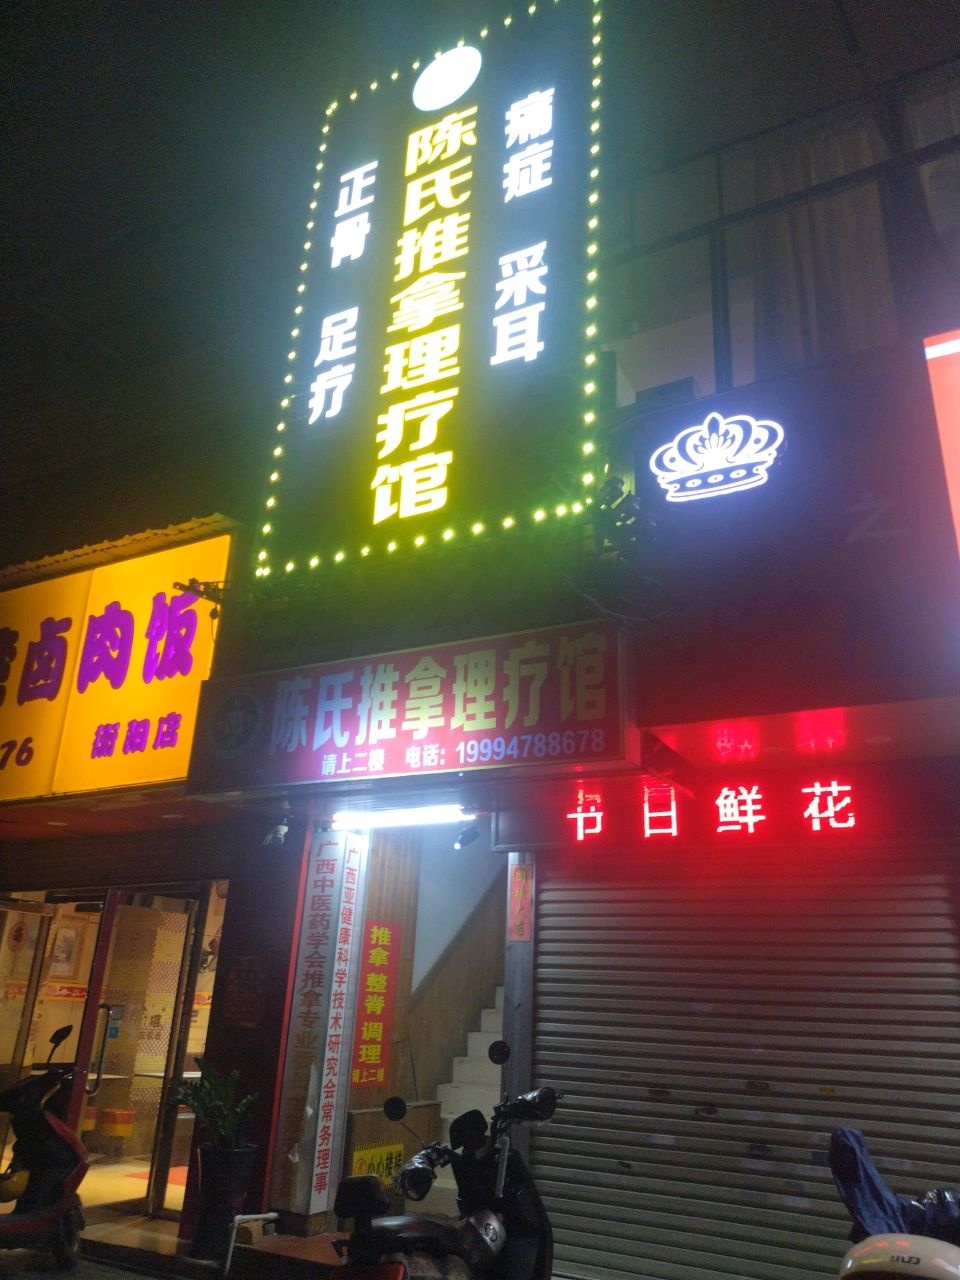 痛症 采耳
陈氏推拿理疗馆
正骨 足疗
卤肉饭
76
衡阳店
陈氏推拿理疗馆
请上二楼 电话：19994788678
节日鲜花
广西亚健康科学技术研究会常务理事
广西中医药学会推拿专业
推拿 整脊 调理
请上二楼
小心楼梯